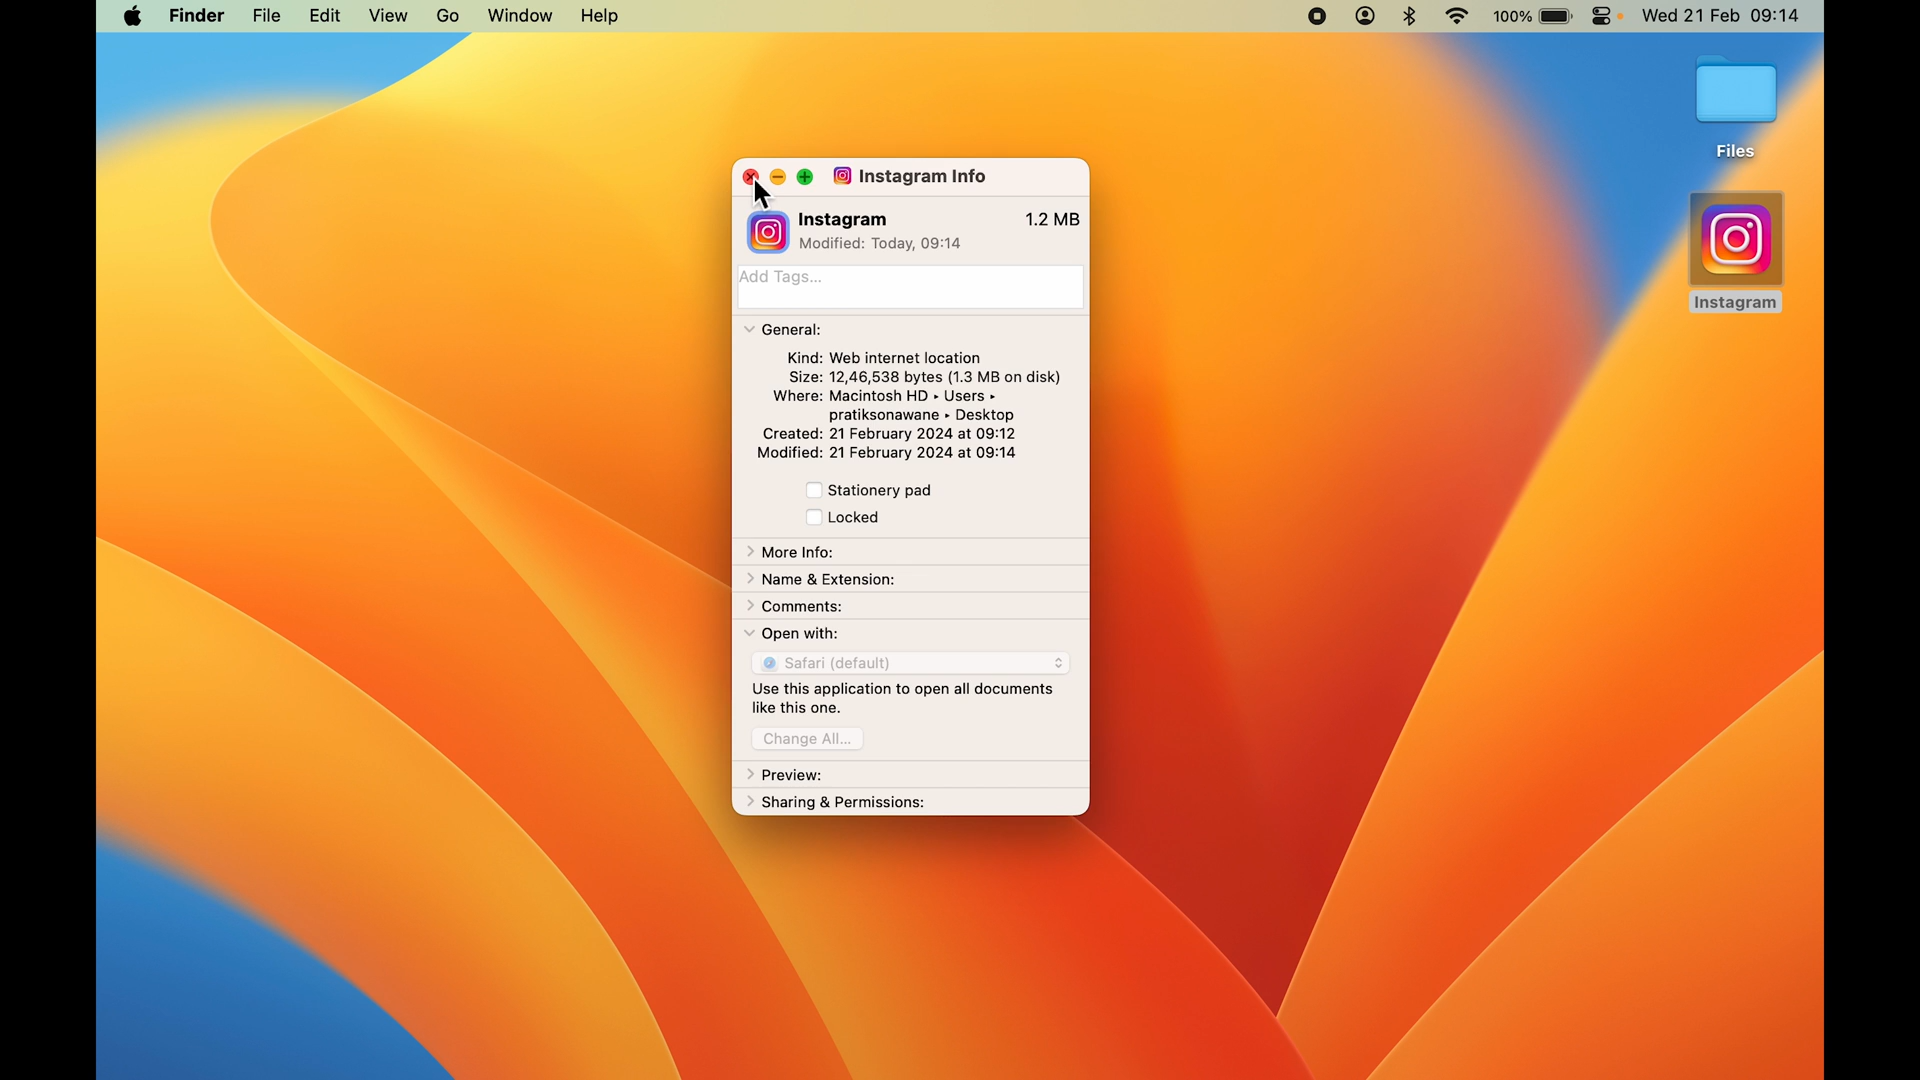 Finder File Edit View Go Window Help 100% Wed 21 Feb 09:14
Files
Instagram
Instagram Info
Instagram 1.2 MB
Modified: Today, 09:14
Add Tags...
General:
Kind: Web internet location
Size: 12,46,538 bytes (1.3 MB on disk)
Where: Macintosh HD ▸ Users ▸
pratiksonawane ▸ Desktop
Created: 21 February 2024 at 09:12
Modified: 21 February 2024 at 09:14
Stationery pad
Locked
More Info:
Name & Extension:
Comments:
Open with:
Safari (default)
Use this application to open all documents
like this one.
Change All...
Preview:
Sharing & Permissions: